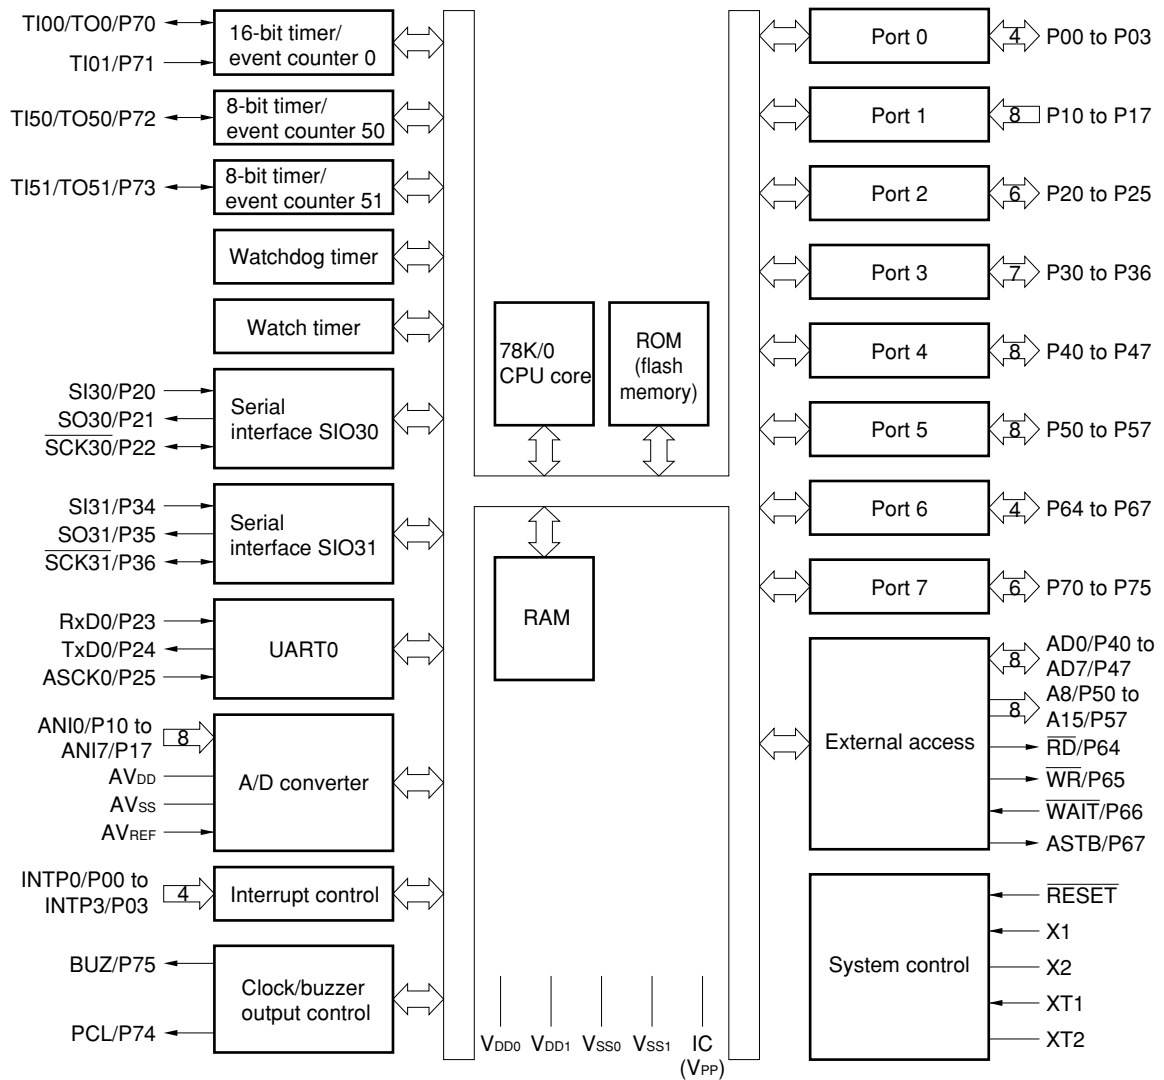 TI00/TO0/P70
TI01/P71
16-bit timer/
event counter 0
TI50/TO50/P72
8-bit timer/
event counter 50
TI51/TO51/P73
8-bit timer/
event counter 51
Watchdog timer
Watch timer
SI30/P20
SO30/P21
SCK30/P22
Serial
interface SIO30
SI31/P34
SO31/P35
SCK31/P36
Serial
interface SIO31
RxD0/P23
TxD0/P24
ASCK0/P25
UART0
ANI0/P10 to
ANI7/P17
8
AVDD
AVSS
AVREF
A/D converter
INTP0/P00 to
INTP3/P03
4
Interrupt control
BUZ/P75
PCL/P74
Clock/buzzer
output control
78K/0
CPU core
ROM
(flash
memory)
RAM
VDD0
VDD1
VSS0
VSS1
IC
(VPP)
Port 0
4
P00 to P03
Port 1
8
P10 to P17
Port 2
6
P20 to P25
Port 3
7
P30 to P36
Port 4
8
P40 to P47
Port 5
8
P50 to P57
Port 6
4
P64 to P67
Port 7
6
P70 to P75
External access
8
AD0/P40 to
AD7/P47
8
A8/P50 to
A15/P57
RD/P64
WR/P65
WAIT/P66
ASTB/P67
System control
RESET
X1
X2
XT1
XT2